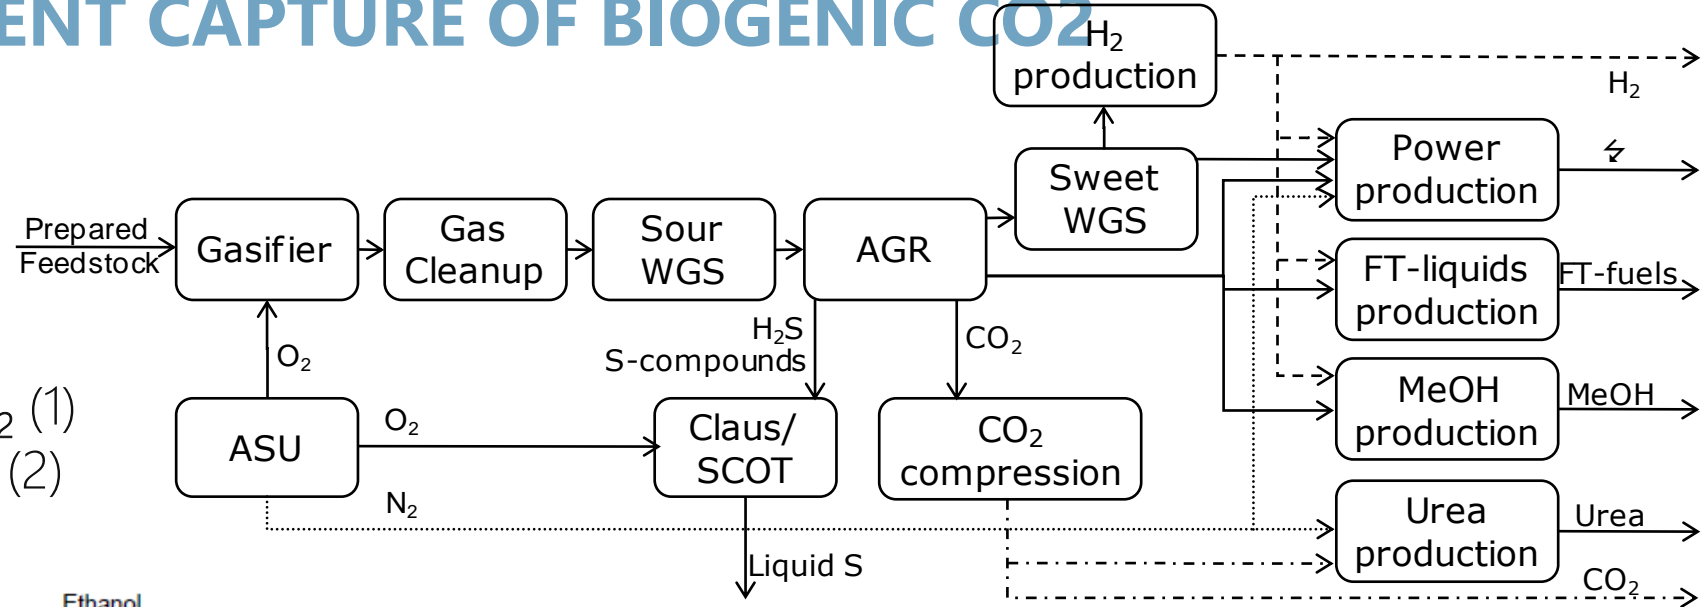 ENT CAPTURE OF BIOGENIC CO2
H₂
production
H₂
Power
production
Sweet
WGS
Prepared
Feedstock
Gasifier
Gas
Cleanup
Sour
WGS
AGR
FT-liquids
production
FT-fuels
H₂S
S-compounds
CO₂
O₂
MeOH
production
MeOH
₂ (1)
(2)
ASU
O₂
N₂
Claus/
SCOT
CO₂
compression
Urea
production
Urea
Liquid S
CO₂
Ethanol